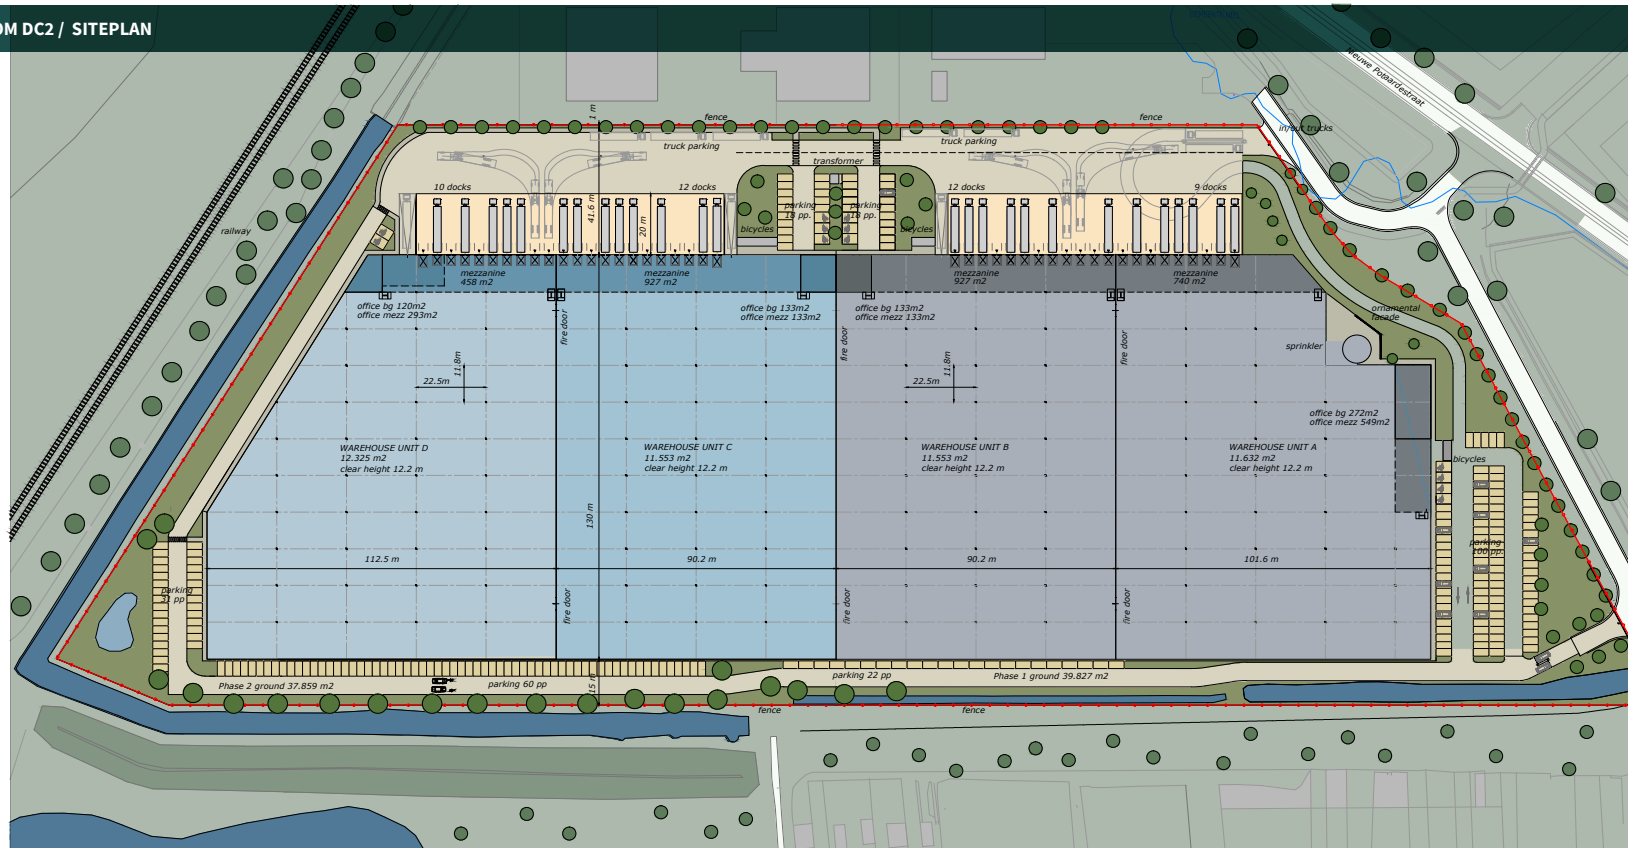 OM DC2 / SITEPLAN
Nieuwe Potaardestraat
in/out trucks
1 m
fence
fence
truck parking
truck parking
transformer
10 docks
12 docks
12 docks
9 docks
41.6 m
20 m
parking
18 pp.
parking
18 pp.
bicycles
bicycles
railway
mezzanine
458 m2
mezzanine
927 m2
mezzanine
927 m2
mezzanine
740 m2
office bg 120m2
office mezz 293m2
office bg 133m2
office mezz 133m2
office bg 133m2
office mezz 133m2
ornamental
facade
fire door
fire door
fire door
sprinkler
11.8m
22.5m
11.8m
22.5m
office bg 272m2
office mezz 549m2
WAREHOUSE UNIT D
12.325 m2
clear height 12.2 m
WAREHOUSE UNIT C
11.553 m2
clear height 12.2 m
WAREHOUSE UNIT B
11.553 m2
clear height 12.2 m
WAREHOUSE UNIT A
11.632 m2
clear height 12.2 m
bicycles
130 m
112.5 m
90.2 m
90.2 m
101.6 m
parking
100 pp.
parking
31 pp
fire door
fire door
fire door
Phase 2 ground 37.859 m2
parking 60 pp
15 m
parking 22 pp
Phase 1 ground 39.827 m2
fence
fence